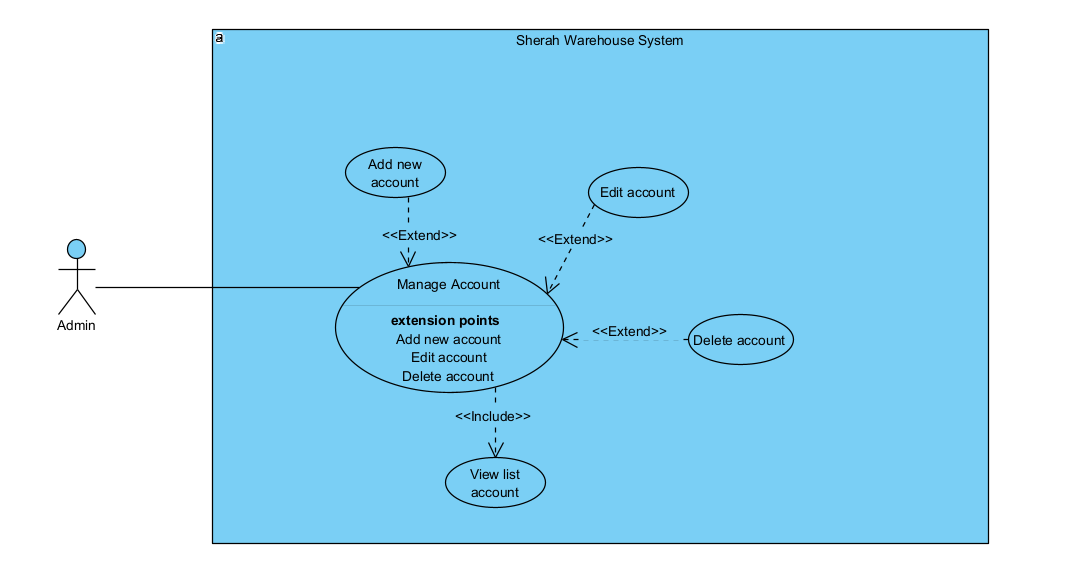 a
Sherah Warehouse System
Add new
account
Edit account
<<Extend>>
<<Extend>>
Manage Account
extension points
Add new account
Edit account
Delete account
<<Extend>>
Delete account
Admin
<<Include>>
View list
account